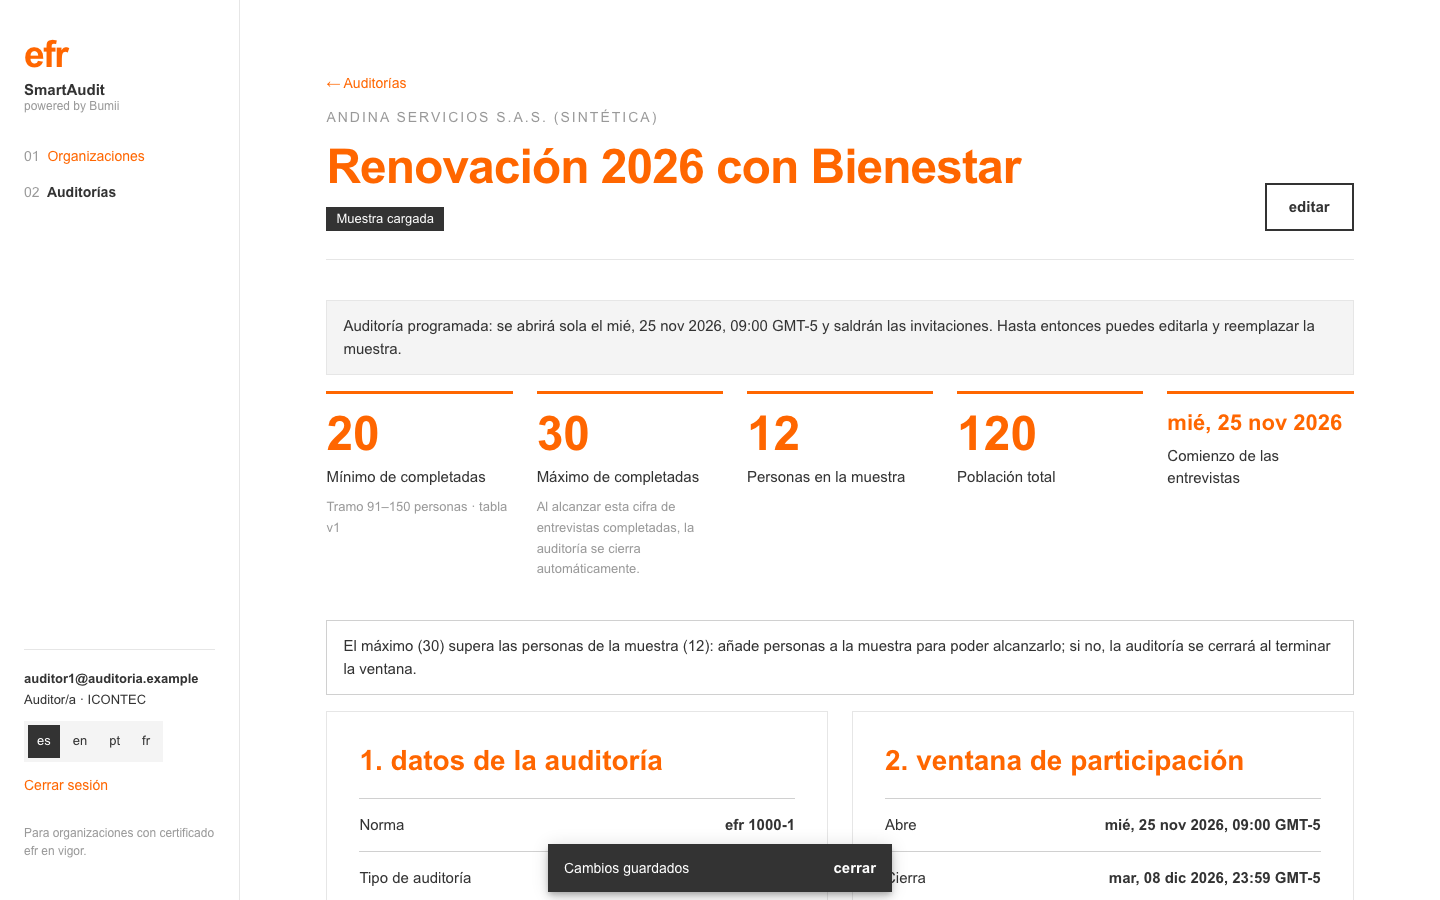 efr
SmartAudit
powered by Bumii
01 Organizaciones
02 Auditorías
auditor1@auditoria.example
Auditor/a · ICONTEC
es en pt fr
Cerrar sesión
Para organizaciones con certificado
efr en vigor.
← Auditorías
ANDINA SERVICIOS S.A.S. (SINTÉTICA)
Renovación 2026 con Bienestar
Muestra cargada
editar
Auditoría programada: se abrirá sola el mié, 25 nov 2026, 09:00 GMT-5 y saldrán las invitaciones. Hasta entonces puedes editarla y reemplazar la
muestra.
20
Mínimo de completadas
Tramo 91–150 personas · tabla
v1
30
Máximo de completadas
Al alcanzar esta cifra de
entrevistas completadas, la
auditoría se cierra
automáticamente.
12
Personas en la muestra
120
Población total
mié, 25 nov 2026
Comienzo de las
entrevistas
El máximo (30) supera las personas de la muestra (12): añade personas a la muestra para poder alcanzarlo; si no, la auditoría se cerrará al terminar
la ventana.
1. datos de la auditoría
Norma efr 1000-1
Tipo de auditoría
2. ventana de participación
Abre mié, 25 nov 2026, 09:00 GMT-5
Cierra mar, 08 dic 2026, 23:59 GMT-5
Cambios guardados cerrar